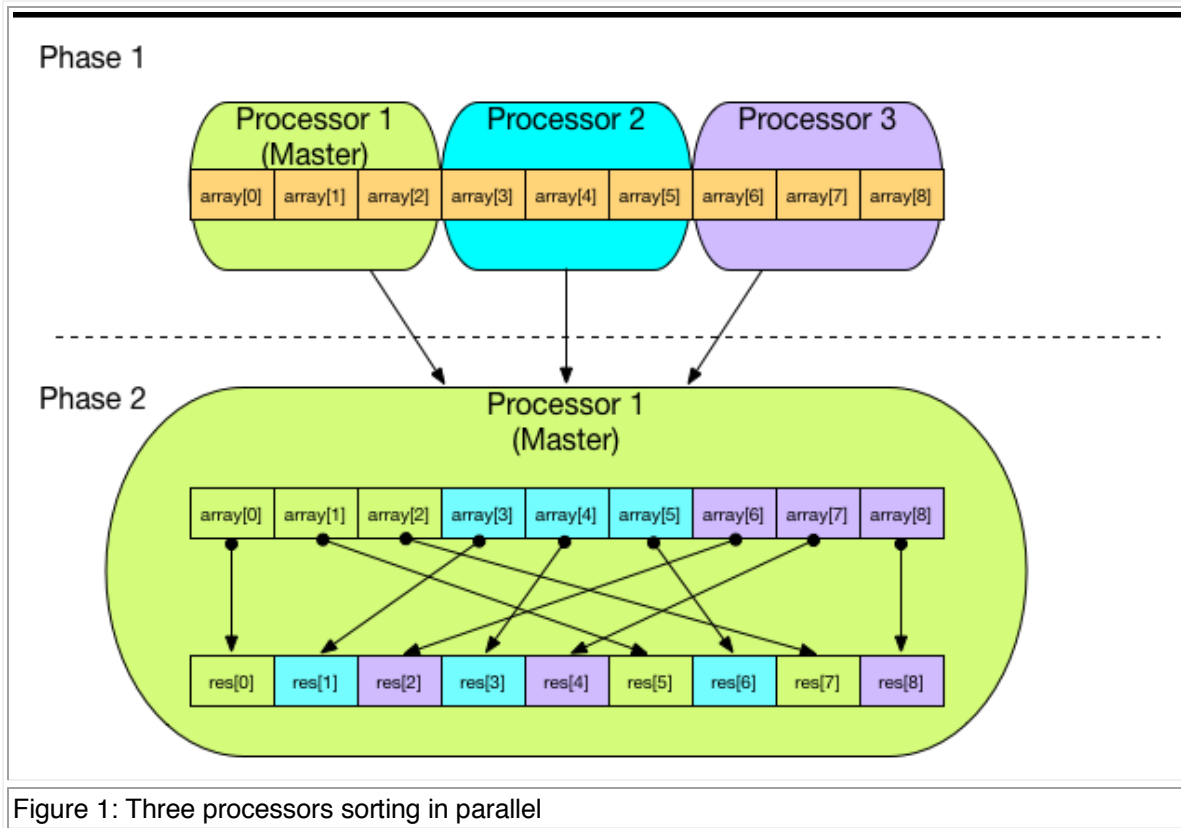 Phase 1
Processor 1 Processor 2 Processor 3
(Master)
array[0] array[1] array[2] array[3] array[4] array[5] array[6] array[7] array[8]
Phase 2
Processor 1
(Master)
array[0] array[1] array[2] array[3] array[4] array[5] array[6] array[7] array[8]
res[0] res[1] res[2] res[3] res[4] res[5] res[6] res[7] res[8]
Figure 1: Three processors sorting in parallel